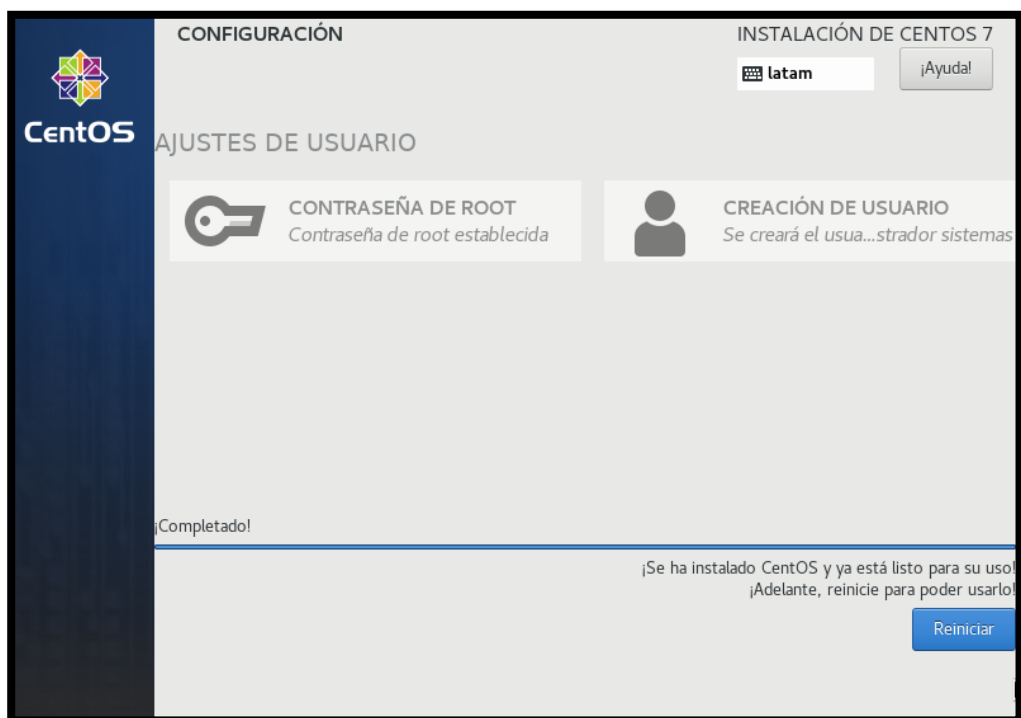 CONFIGURACIÓN
INSTALACIÓN DE CENTOS 7
latam
¡Ayuda!
CentOS
AJUSTES DE USUARIO
CONTRASEÑA DE ROOT
Contraseña de root establecida
CREACIÓN DE USUARIO
Se creará el usua...strador sistemas
¡Completado!
¡Se ha instalado CentOS y ya está listo para su uso!
¡Adelante, reinicie para poder usarlo!
Reiniciar